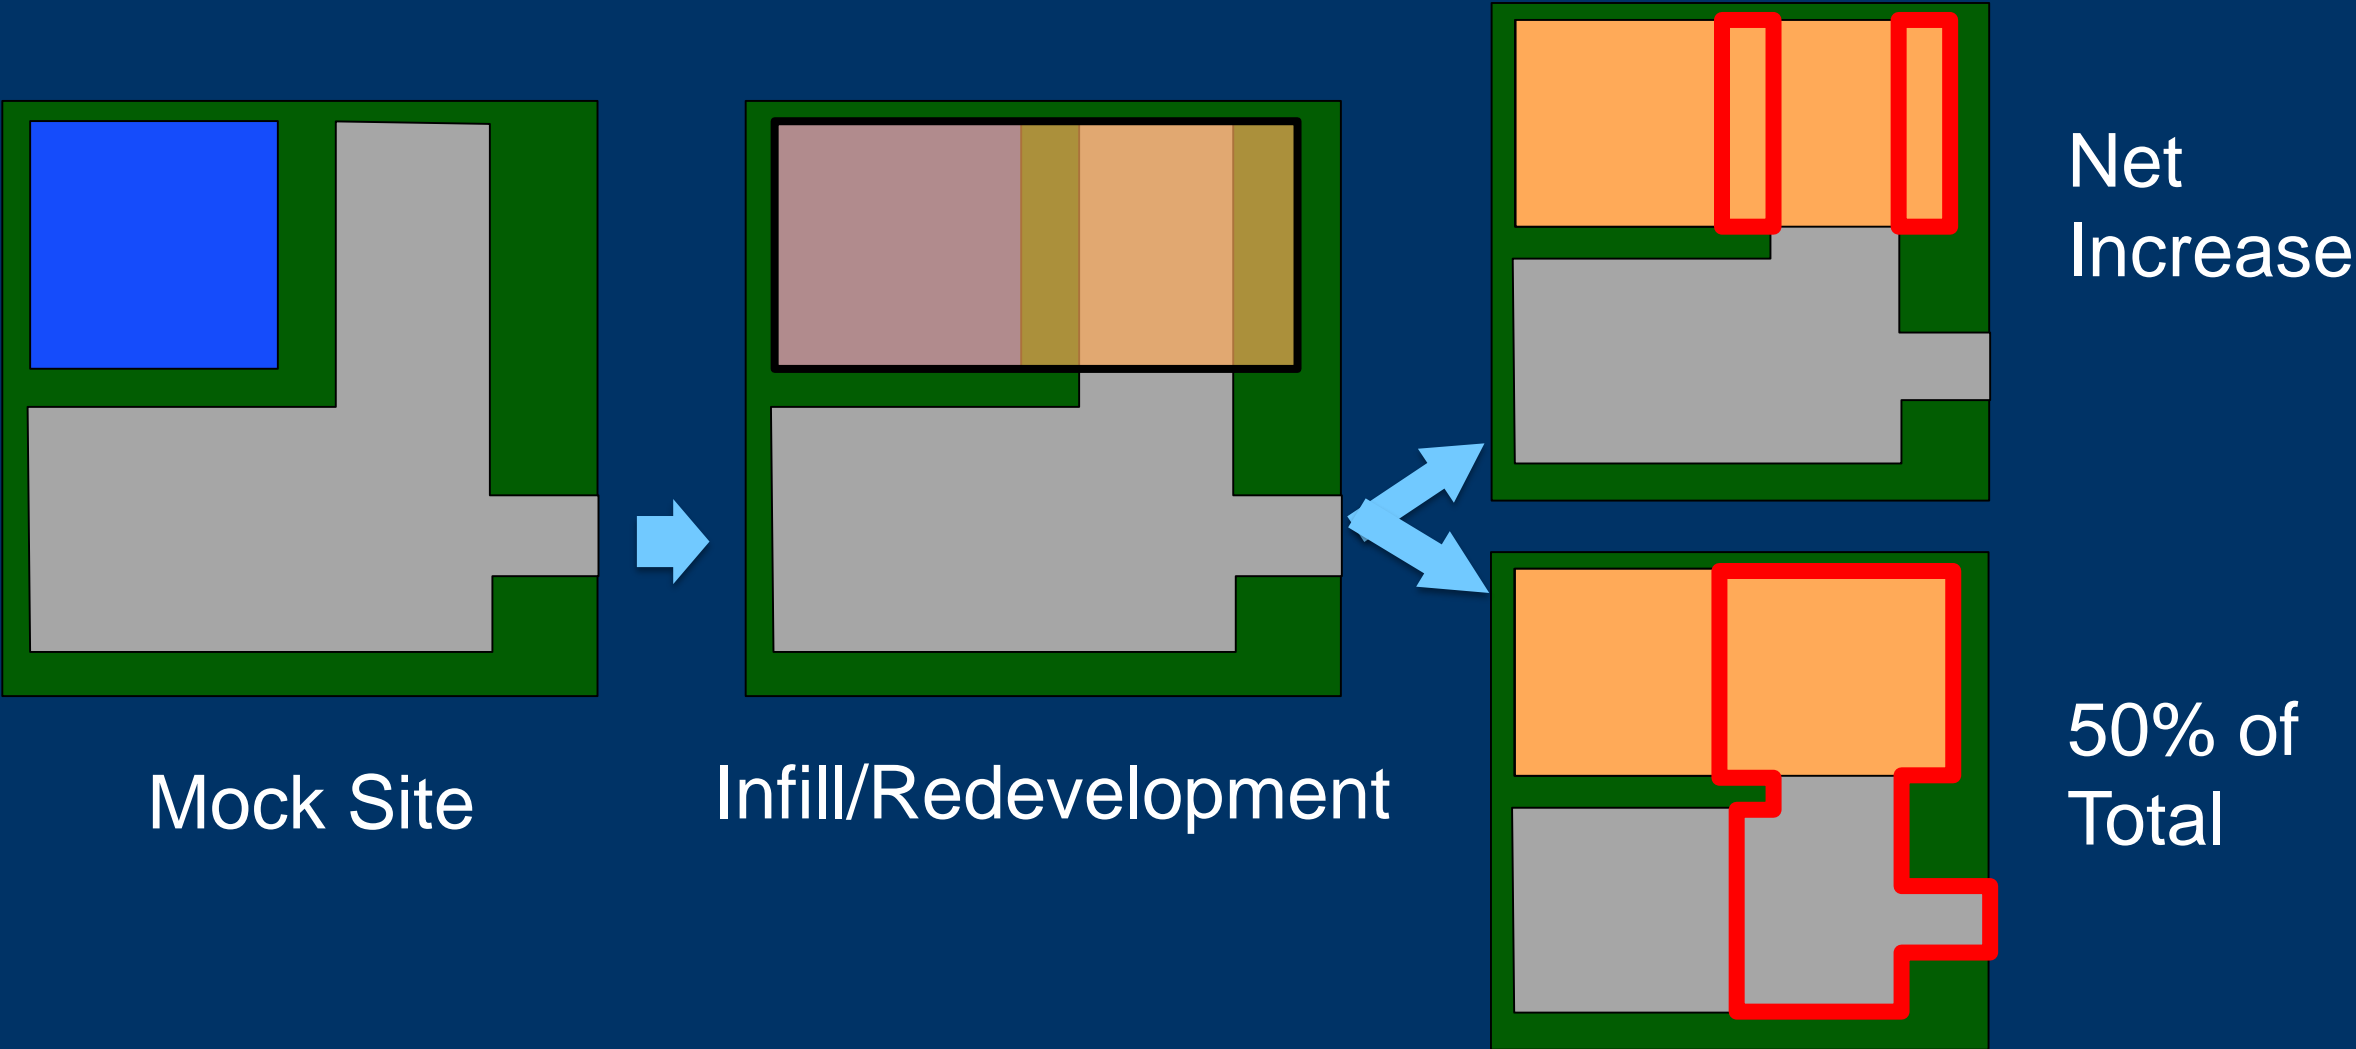 Mock Site
Infill/Redevelopment
Net
Increase
50% of
Total